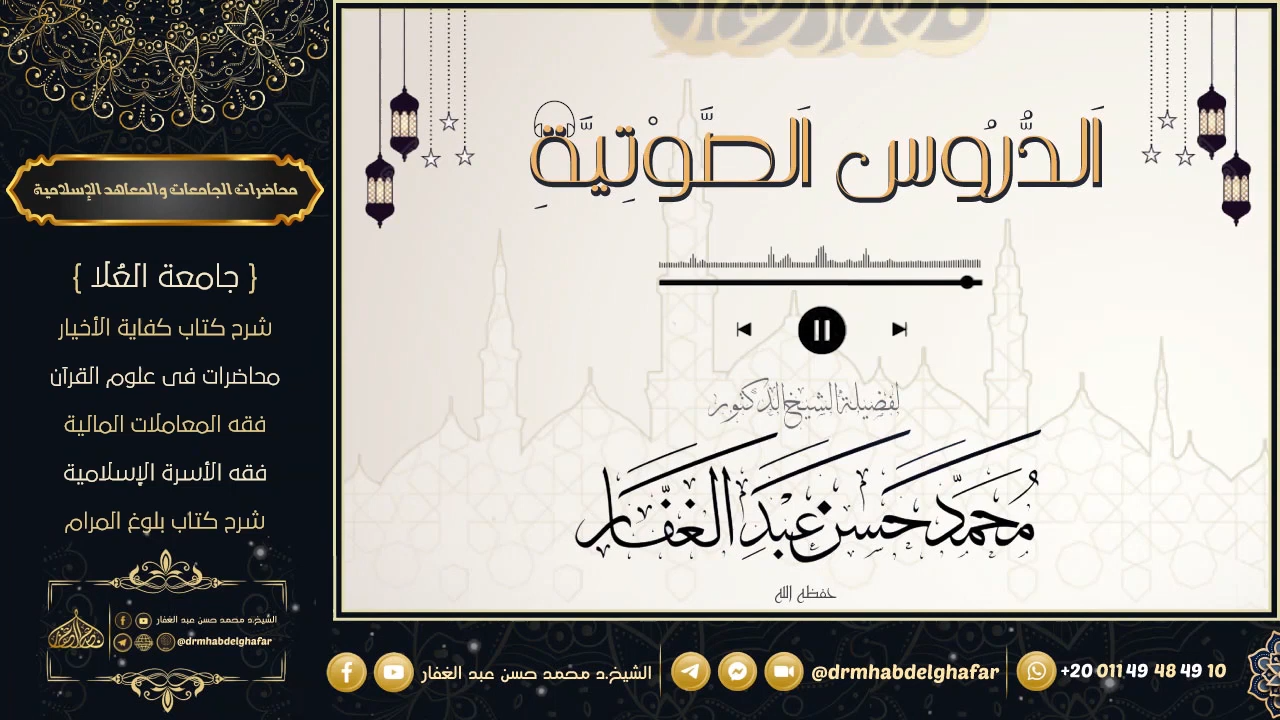 الدُّرُوس الصَّوْتِيَّةِ
لفضيلة الشيخ الدكتور
مُحَمَّد حَسَن عَبْدِ الغَفَّار
حفظه الله
محاضرات الجامعات والمعاهد الإسلامية
{ جامعة العُلا }
شرح كتاب كفاية الأخيار
محاضرات فى علوم القرآن
فقه المعاملات المالية
فقه الأسرة الإسلامية
شرح كتاب بلوغ المرام
الشيخ.د محمد حسن عبد الغفار
@drmhabdelghafar
الشيخ.د محمد حسن عبد الغفار
@drmhabdelghafar
+20 011 49 48 49 10